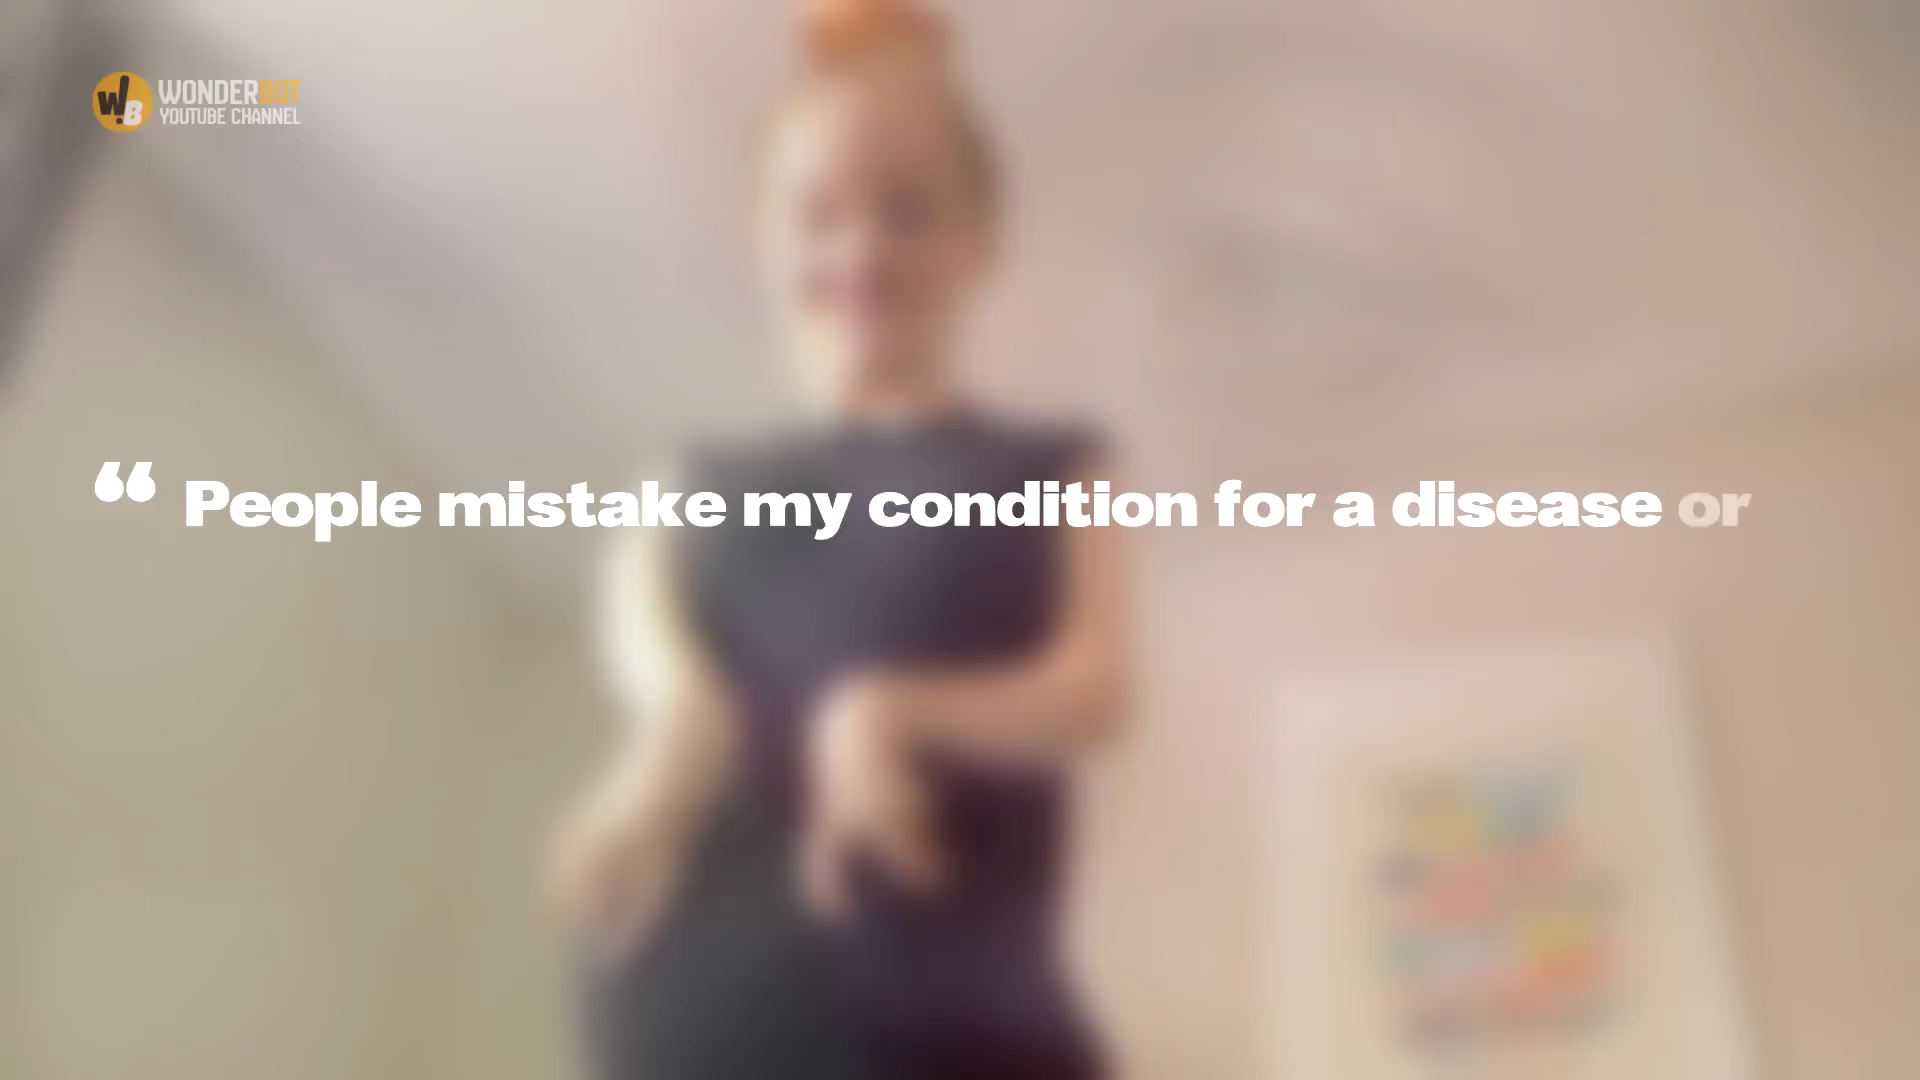 WONDERBOT
YOUTUBE CHANNEL
“ People mistake my condition for a disease or